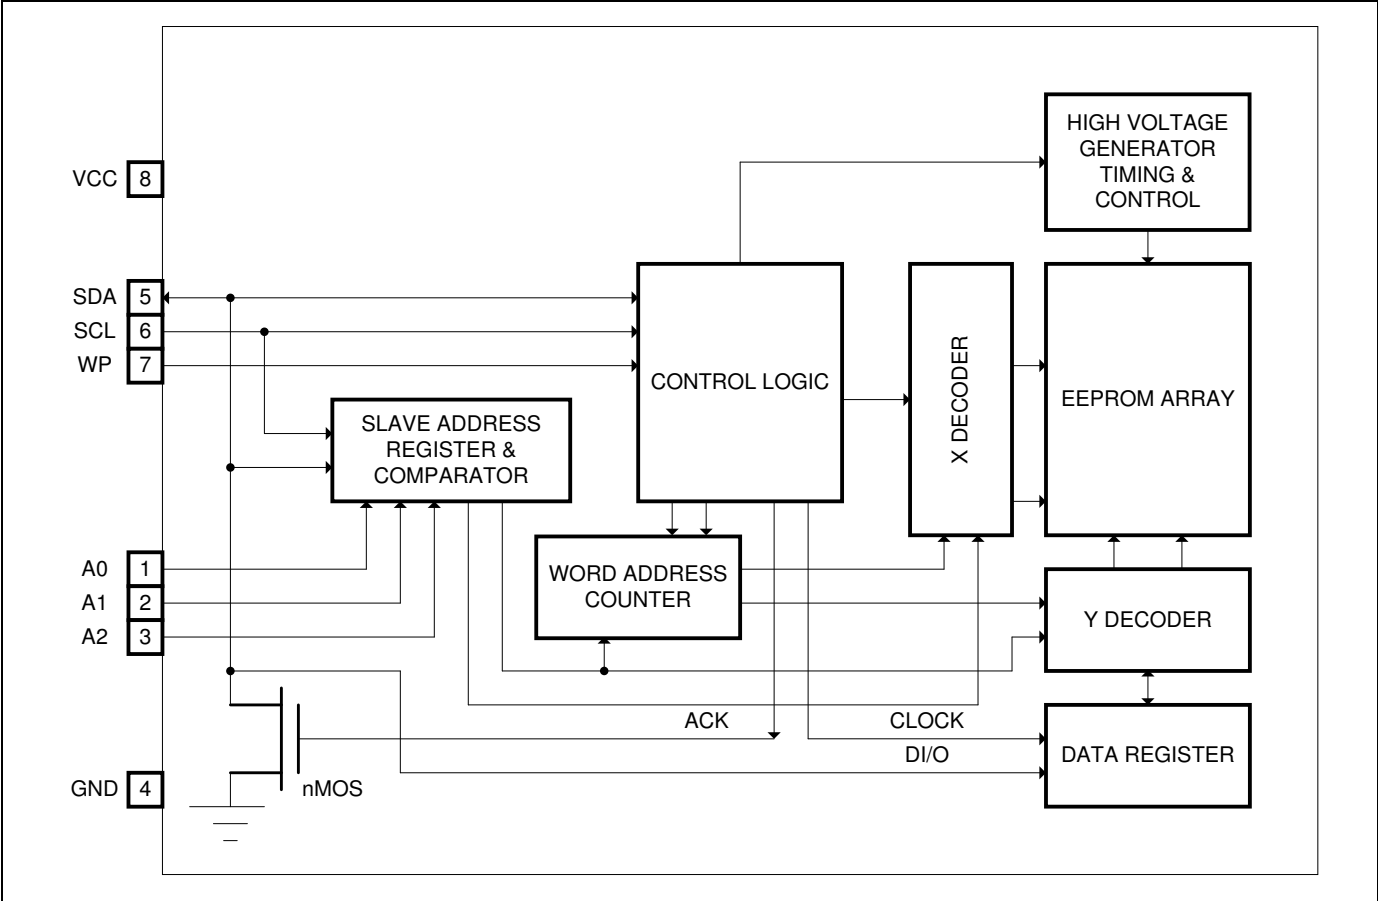 HIGH VOLTAGE
GENERATOR
TIMING &
CONTROL
VCC 8
SDA 5
SCL 6
WP 7
CONTROL LOGIC
X DECODER
EEPROM ARRAY
SLAVE ADDRESS
REGISTER &
COMPARATOR
A0 1
A1 2
A2 3
WORD ADDRESS
COUNTER
Y DECODER
ACK
CLOCK
DI/O
DATA REGISTER
GND 4
nMOS